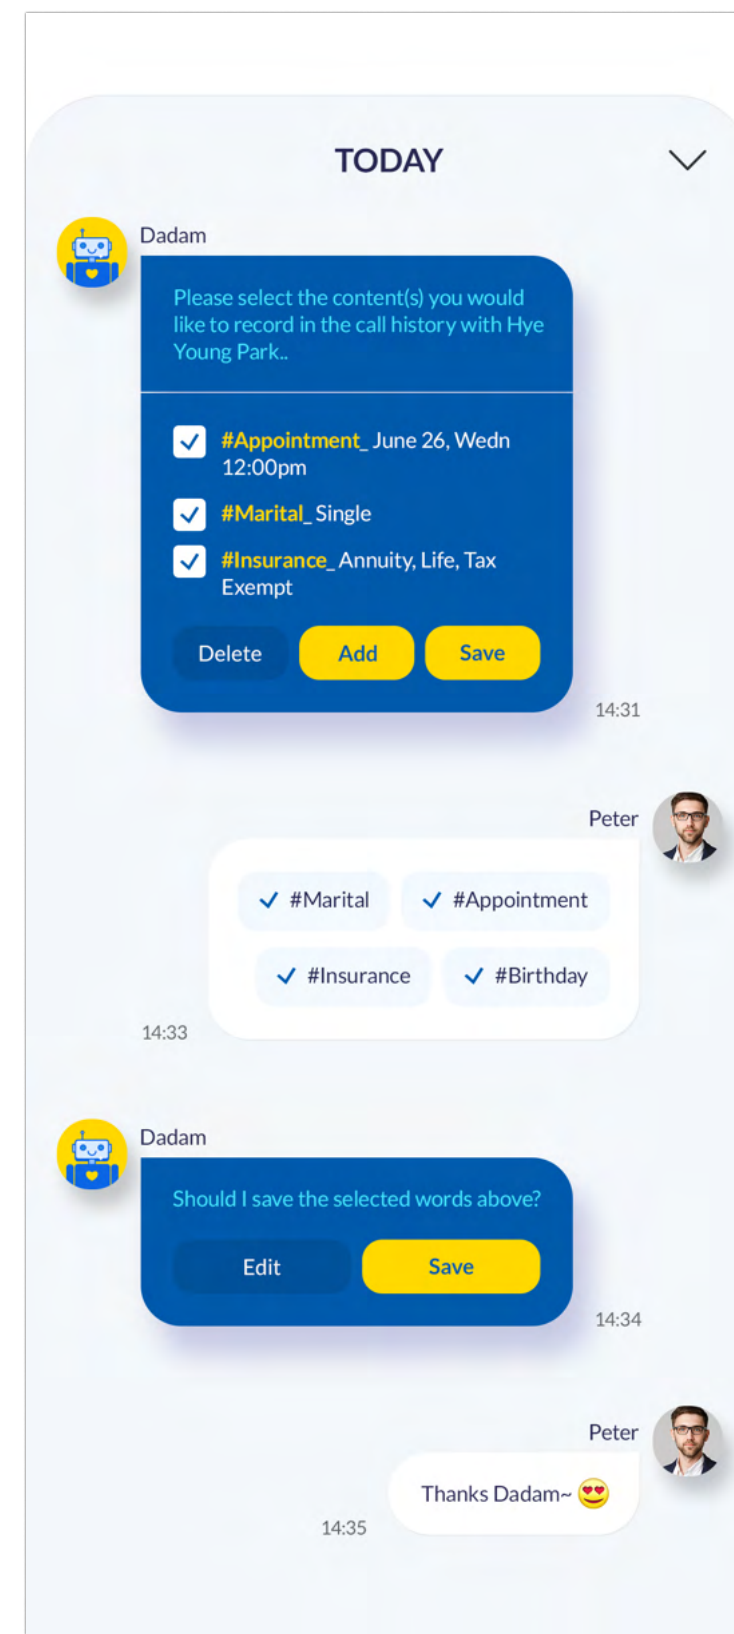 TODAY
Dadam
Please select the content(s) you would
like to record in the call history with Hye
Young Park..
#Appointment_ June 26, Wedn
12:00pm
#Marital_ Single
#Insurance_ Annuity, Life, Tax
Exempt
Delete Add Save
14:31
Peter
#Marital #Appointment
#Insurance #Birthday
14:33
Dadam
Should I save the selected words above?
Edit Save
14:34
Peter
Thanks Dadam~ 😍
14:35